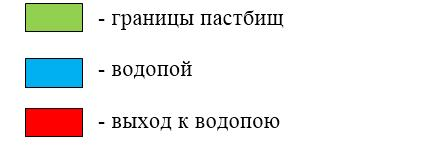 - границы пастбищ
- водопой
- выход к водопою